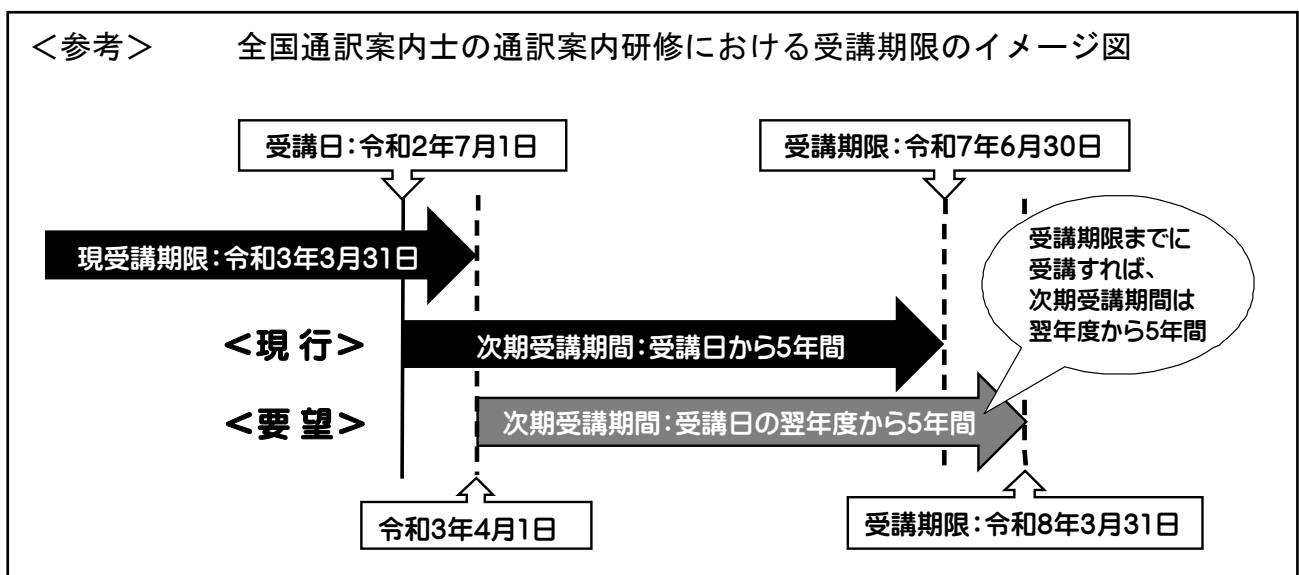 ＜参考＞　　全国通訳案内士の通訳案内研修における受講期限のイメージ図
受講日：令和2年7月1日
受講期限：令和7年6月30日
現受講期限：令和3年3月31日
受講期限までに
受講すれば、
次期受講期間は
翌年度から5年間
＜現 行＞
次期受講期間：受講日から5年間
＜要 望＞
次期受講期間：受講日の翌年度から5年間
令和3年4月1日
受講期限：令和8年3月31日